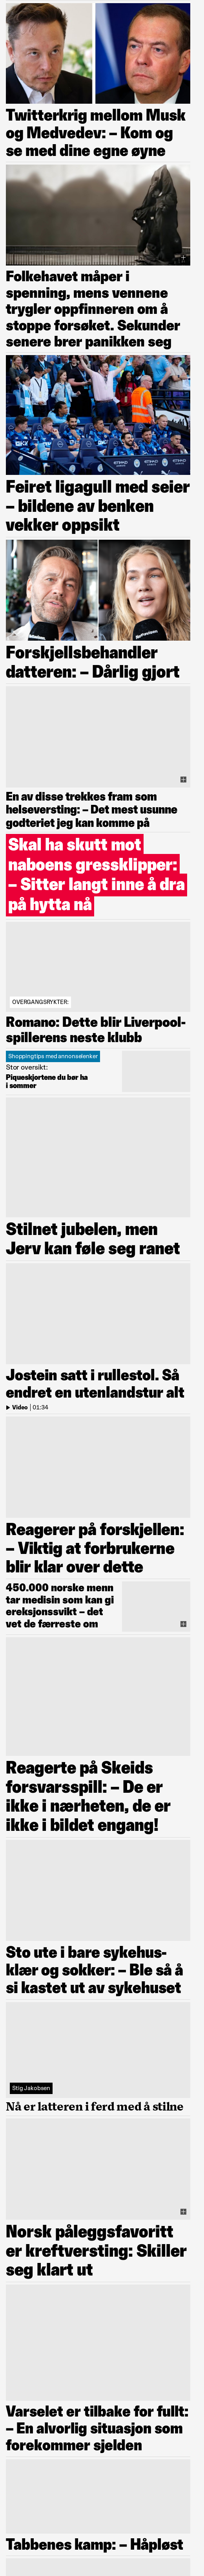 Twitterkrig mellom Musk
og Medvedev: – Kom og
se med dine egne øyne
Folkehavet måper i
spenning, mens vennene
trygler oppfinneren om å
stoppe forsøket. Sekunder
senere brer panikken seg
Feiret ligagull med seier
– bildene av benken
vekker oppsikt
Forskjellsbehandler
datteren: – Dårlig gjort
En av disse trekkes fram som
helseversting: – Det mest usunne
godteriet jeg kan komme på
Skal ha skutt mot
naboens gressklipper:
– Sitter langt inne å dra
på hytta nå
OVERGANGSRYKTER:
Romano: Dette blir Liverpool-
spillerens neste klubb
Shoppingtips med annonselenker
Stor oversikt:
Piqueskjortene du bør ha
i sommer
Stilnet jubelen, men
Jerv kan føle seg ranet
Jostein satt i rullestol. Så
endret en utenlandstur alt
Video | 01:34
Reagerer på forskjellen:
– Viktig at forbrukerne
blir klar over dette
450.000 norske menn
tar medisin som kan gi
ereksjonssvikt – det
vet de færreste om
Reagerte på Skeids
forsvarsspill: – De er
ikke i nærheten, de er
ikke i bildet engang!
Sto ute i bare sykehus-
klær og sokker: – Ble så å
si kastet ut av sykehuset
Stig Jakobsen
Nå er latteren i ferd med å stilne
Norsk påleggsfavoritt
er kreftversting: Skiller
seg klart ut
Varselet er tilbake for fullt:
– En alvorlig situasjon som
forekommer sjelden
Tabbenes kamp: – Håpløst